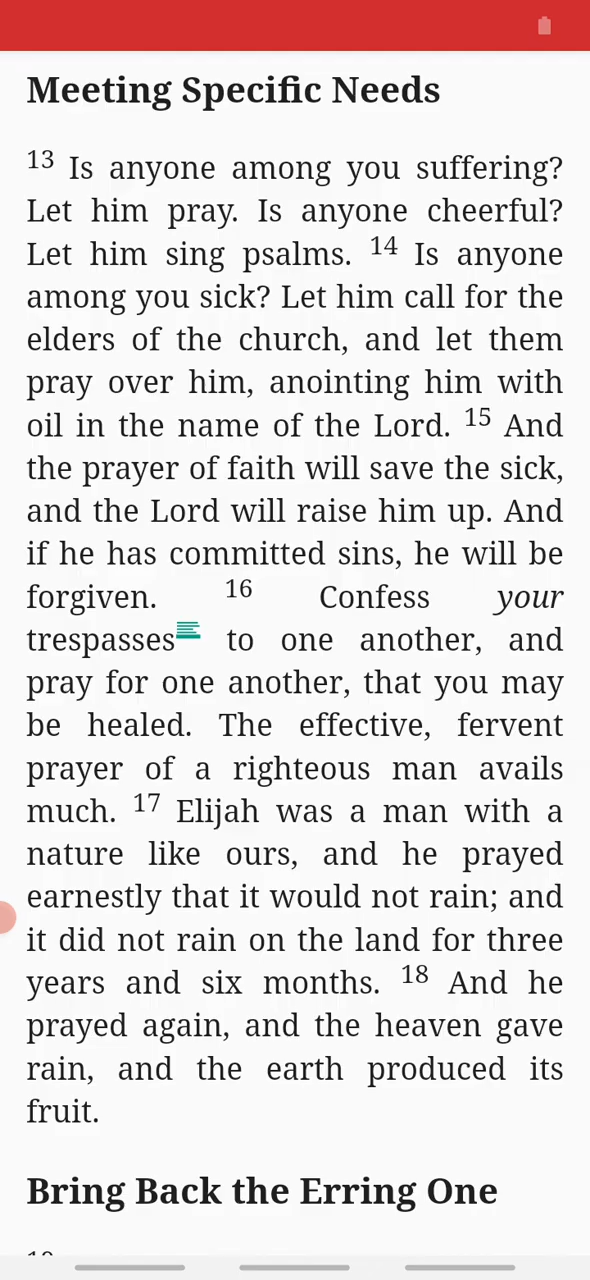 Meeting Specific Needs
13 Is anyone among you suffering?
Let him pray. Is anyone cheerful?
Let him sing psalms. 14 Is anyone
among you sick? Let him call for the
elders of the church, and let them
pray over him, anointing him with
oil in the name of the Lord. 15 And
the prayer of faith will save the sick,
and the Lord will raise him up. And
if he has committed sins, he will be
forgiven. 16 Confess your
trespasses to one another, and
pray for one another, that you may
be healed. The effective, fervent
prayer of a righteous man avails
much. 17 Elijah was a man with a
nature like ours, and he prayed
earnestly that it would not rain; and
it did not rain on the land for three
years and six months. 18 And he
prayed again, and the heaven gave
rain, and the earth produced its
fruit.
Bring Back the Erring One